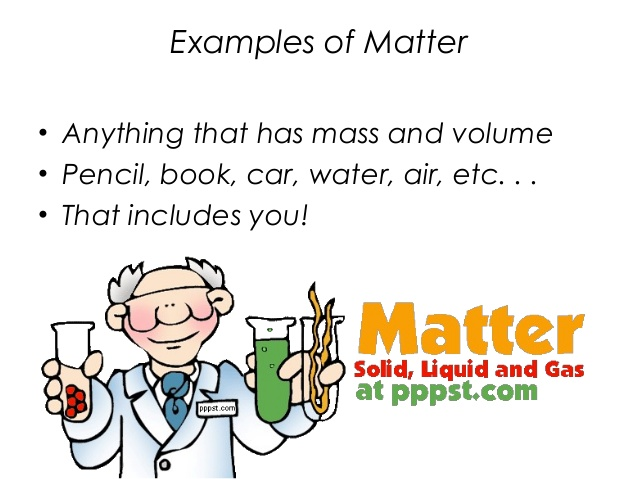 Examples of Matter
• Anything that has mass and volume
• Pencil, book, car, water, air, etc. . .
• That includes you!
Matter
Solid, Liquid and Gas
at pppst.com
pppst.com